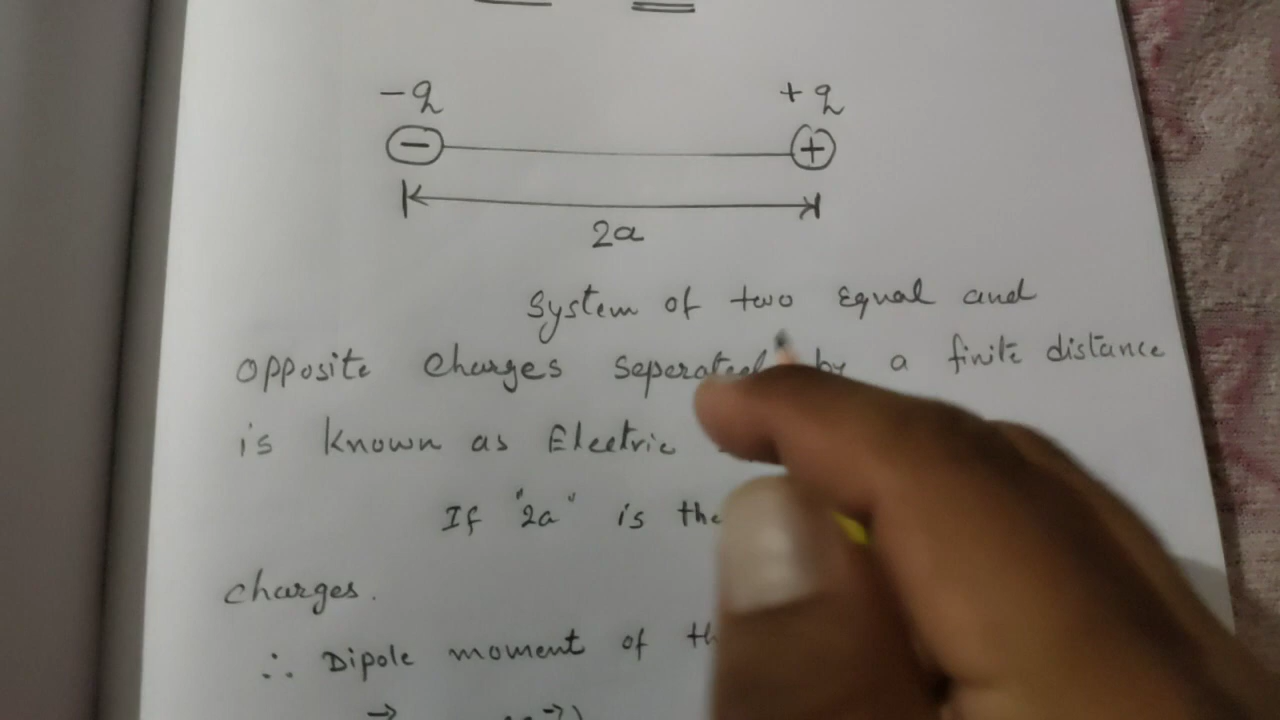 -q +q
− +
2a
System of two Equal and
opposite charges seperated by a finite distance
is known as Electric
If "2a" is the
charges.
∴ Dipole moment of